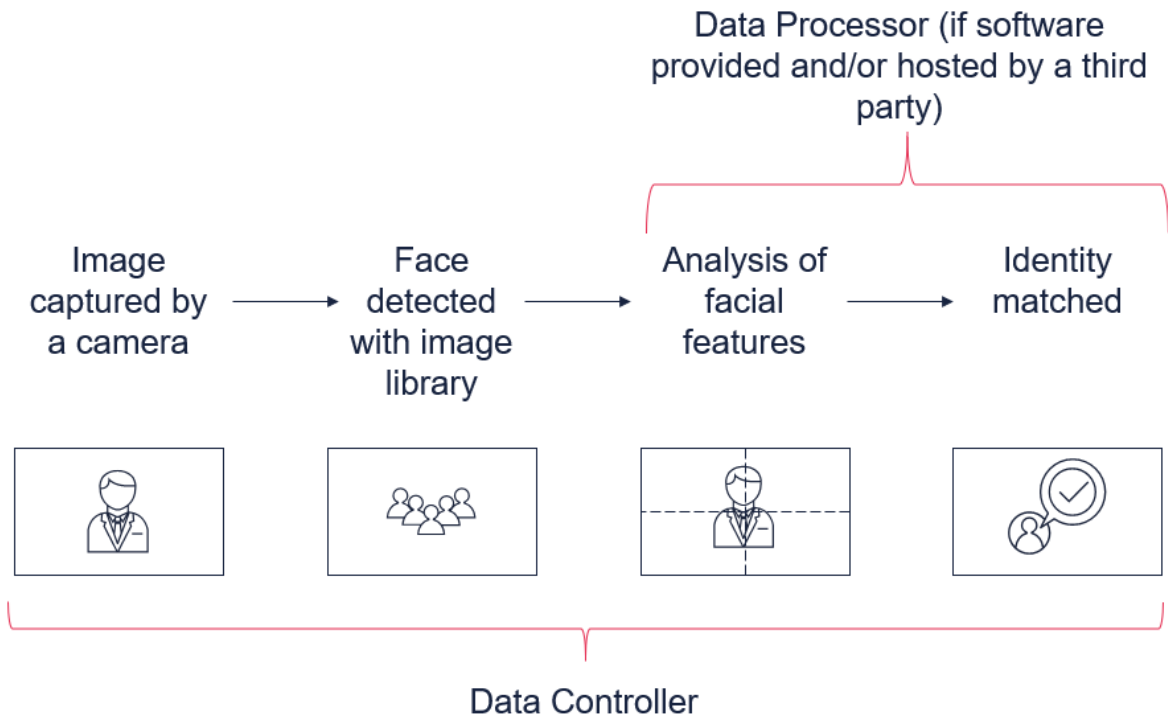 Data Processor (if software
provided and/or hosted by a third
party)
Image
captured by
a camera
Face
detected
with image
library
Analysis of
facial
features
Identity
matched
Data Controller